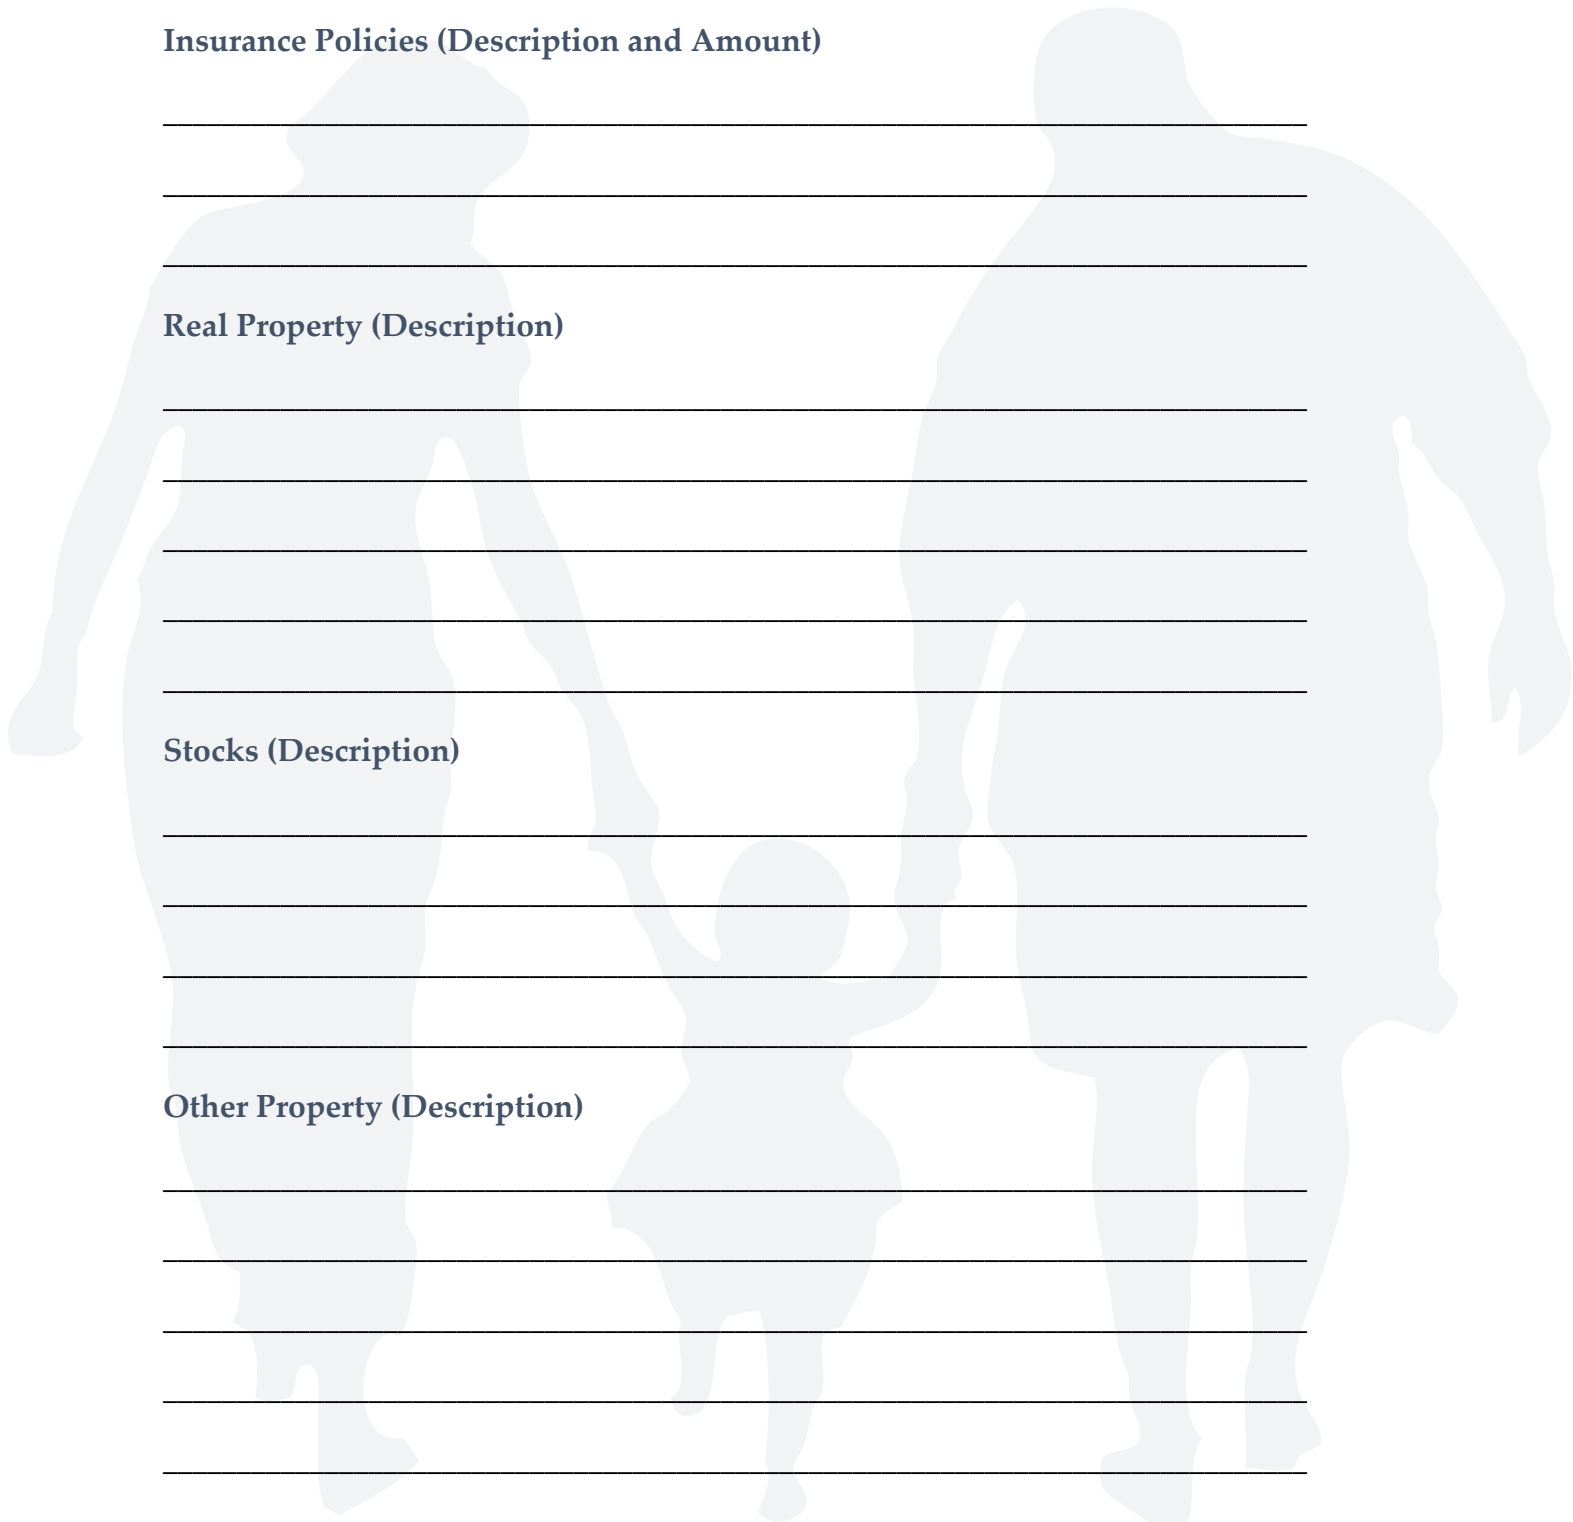 Insurance Policies (Description and Amount)
Real Property (Description)
Stocks (Description)
Other Property (Description)